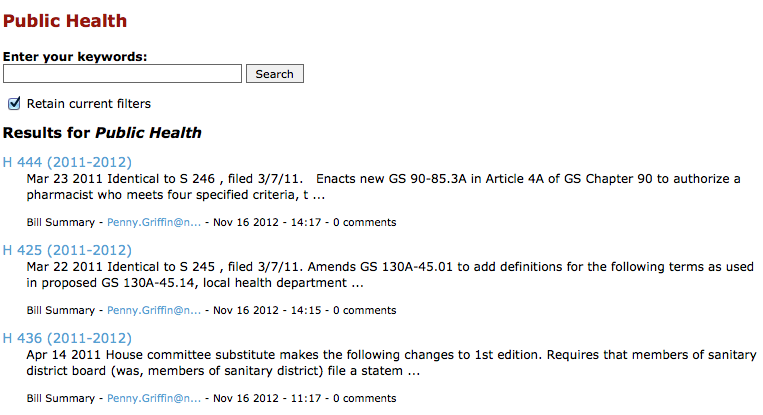 Public Health
Enter your keywords:
Search
Retain current filters
Results for Public Health
H 444 (2011-2012)
Mar 23 2011 Identical to S 246 , filed 3/7/11. Enacts new GS 90-85.3A in Article 4A of GS Chapter 90 to authorize a
pharmacist who meets four specified criteria, t ...
Bill Summary - Penny.Griffin@n... - Nov 16 2012 - 14:17 - 0 comments
H 425 (2011-2012)
Mar 22 2011 Identical to S 245 , filed 3/7/11. Amends GS 130A-45.01 to add definitions for the following terms as used
in proposed GS 130A-45.14, local health department ...
Bill Summary - Penny.Griffin@n... - Nov 16 2012 - 14:15 - 0 comments
H 436 (2011-2012)
Apr 14 2011 House committee substitute makes the following changes to 1st edition. Requires that members of sanitary
district board (was, members of sanitary district) file a statem ...
Bill Summary - Penny.Griffin@n... - Nov 16 2012 - 11:17 - 0 comments